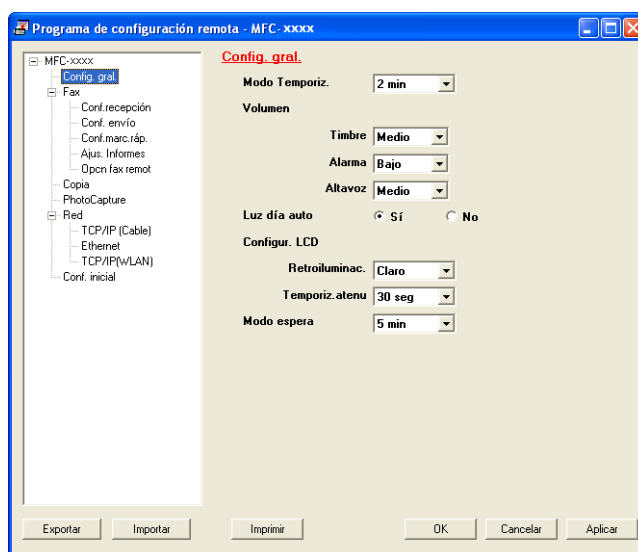 Programa de configuración remota - MFC- xxxx
MFC-xxxx
Config. gral.
Fax
Conf.recepción
Conf. envío
Conf.marc.ráp.
Ajus. Informes
Opcn fax remot
Copia
PhotoCapture
Red
TCP/IP (Cable)
Ethernet
TCP/IP(WLAN)
Conf. inicial
Config. gral.
Modo Temporiz. 2 min
Volumen
Timbre Medio
Alarma Bajo
Altavoz Medio
Luz día auto Sí No
Configur. LCD
Retroiluminac. Claro
Temporiz.atenu 30 seg
Modo espera 5 min
Exportar Importar Imprimir OK Cancelar Aplicar